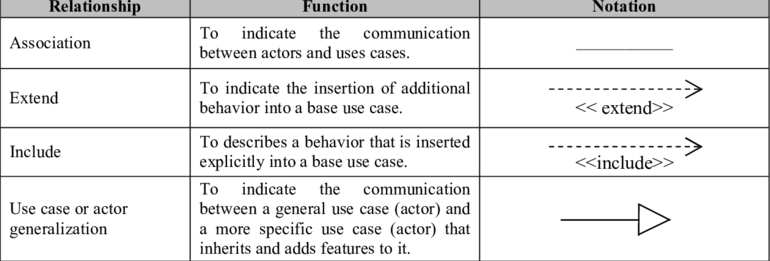 Relationship Function Notation
Association
To indicate the communication
between actors and uses cases.
Extend
To indicate the insertion of additional
behavior into a base use case.
<< extend>>
Include
To describes a behavior that is inserted
explicitly into a base use case.
<<include>>
Use case or actor
generalization
To indicate the communication
between a general use case (actor) and
a more specific use case (actor) that
inherits and adds features to it.